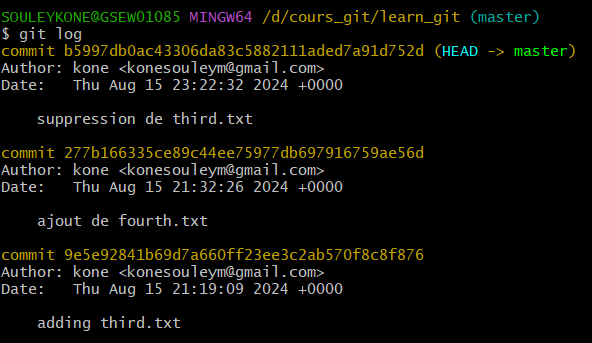 SOULEYKONE@GSEW01085 MINGW64 /d/cours_git/learn_git (master)
$ git log
commit b5997db0ac43306da83c5882111aded7a91d752d (HEAD -> master)
Author: kone <konesouleym@gmail.com>
Date:   Thu Aug 15 23:22:32 2024 +0000
    suppression de third.txt
commit 277b166335ce89c44ee75977db697916759ae56d
Author: kone <konesouleym@gmail.com>
Date:   Thu Aug 15 21:32:26 2024 +0000
    ajout de fourth.txt
commit 9e5e92841b69d7a660ff23ee3c2ab570f8c8f876
Author: kone <konesouleym@gmail.com>
Date:   Thu Aug 15 21:19:09 2024 +0000
    adding third.txt